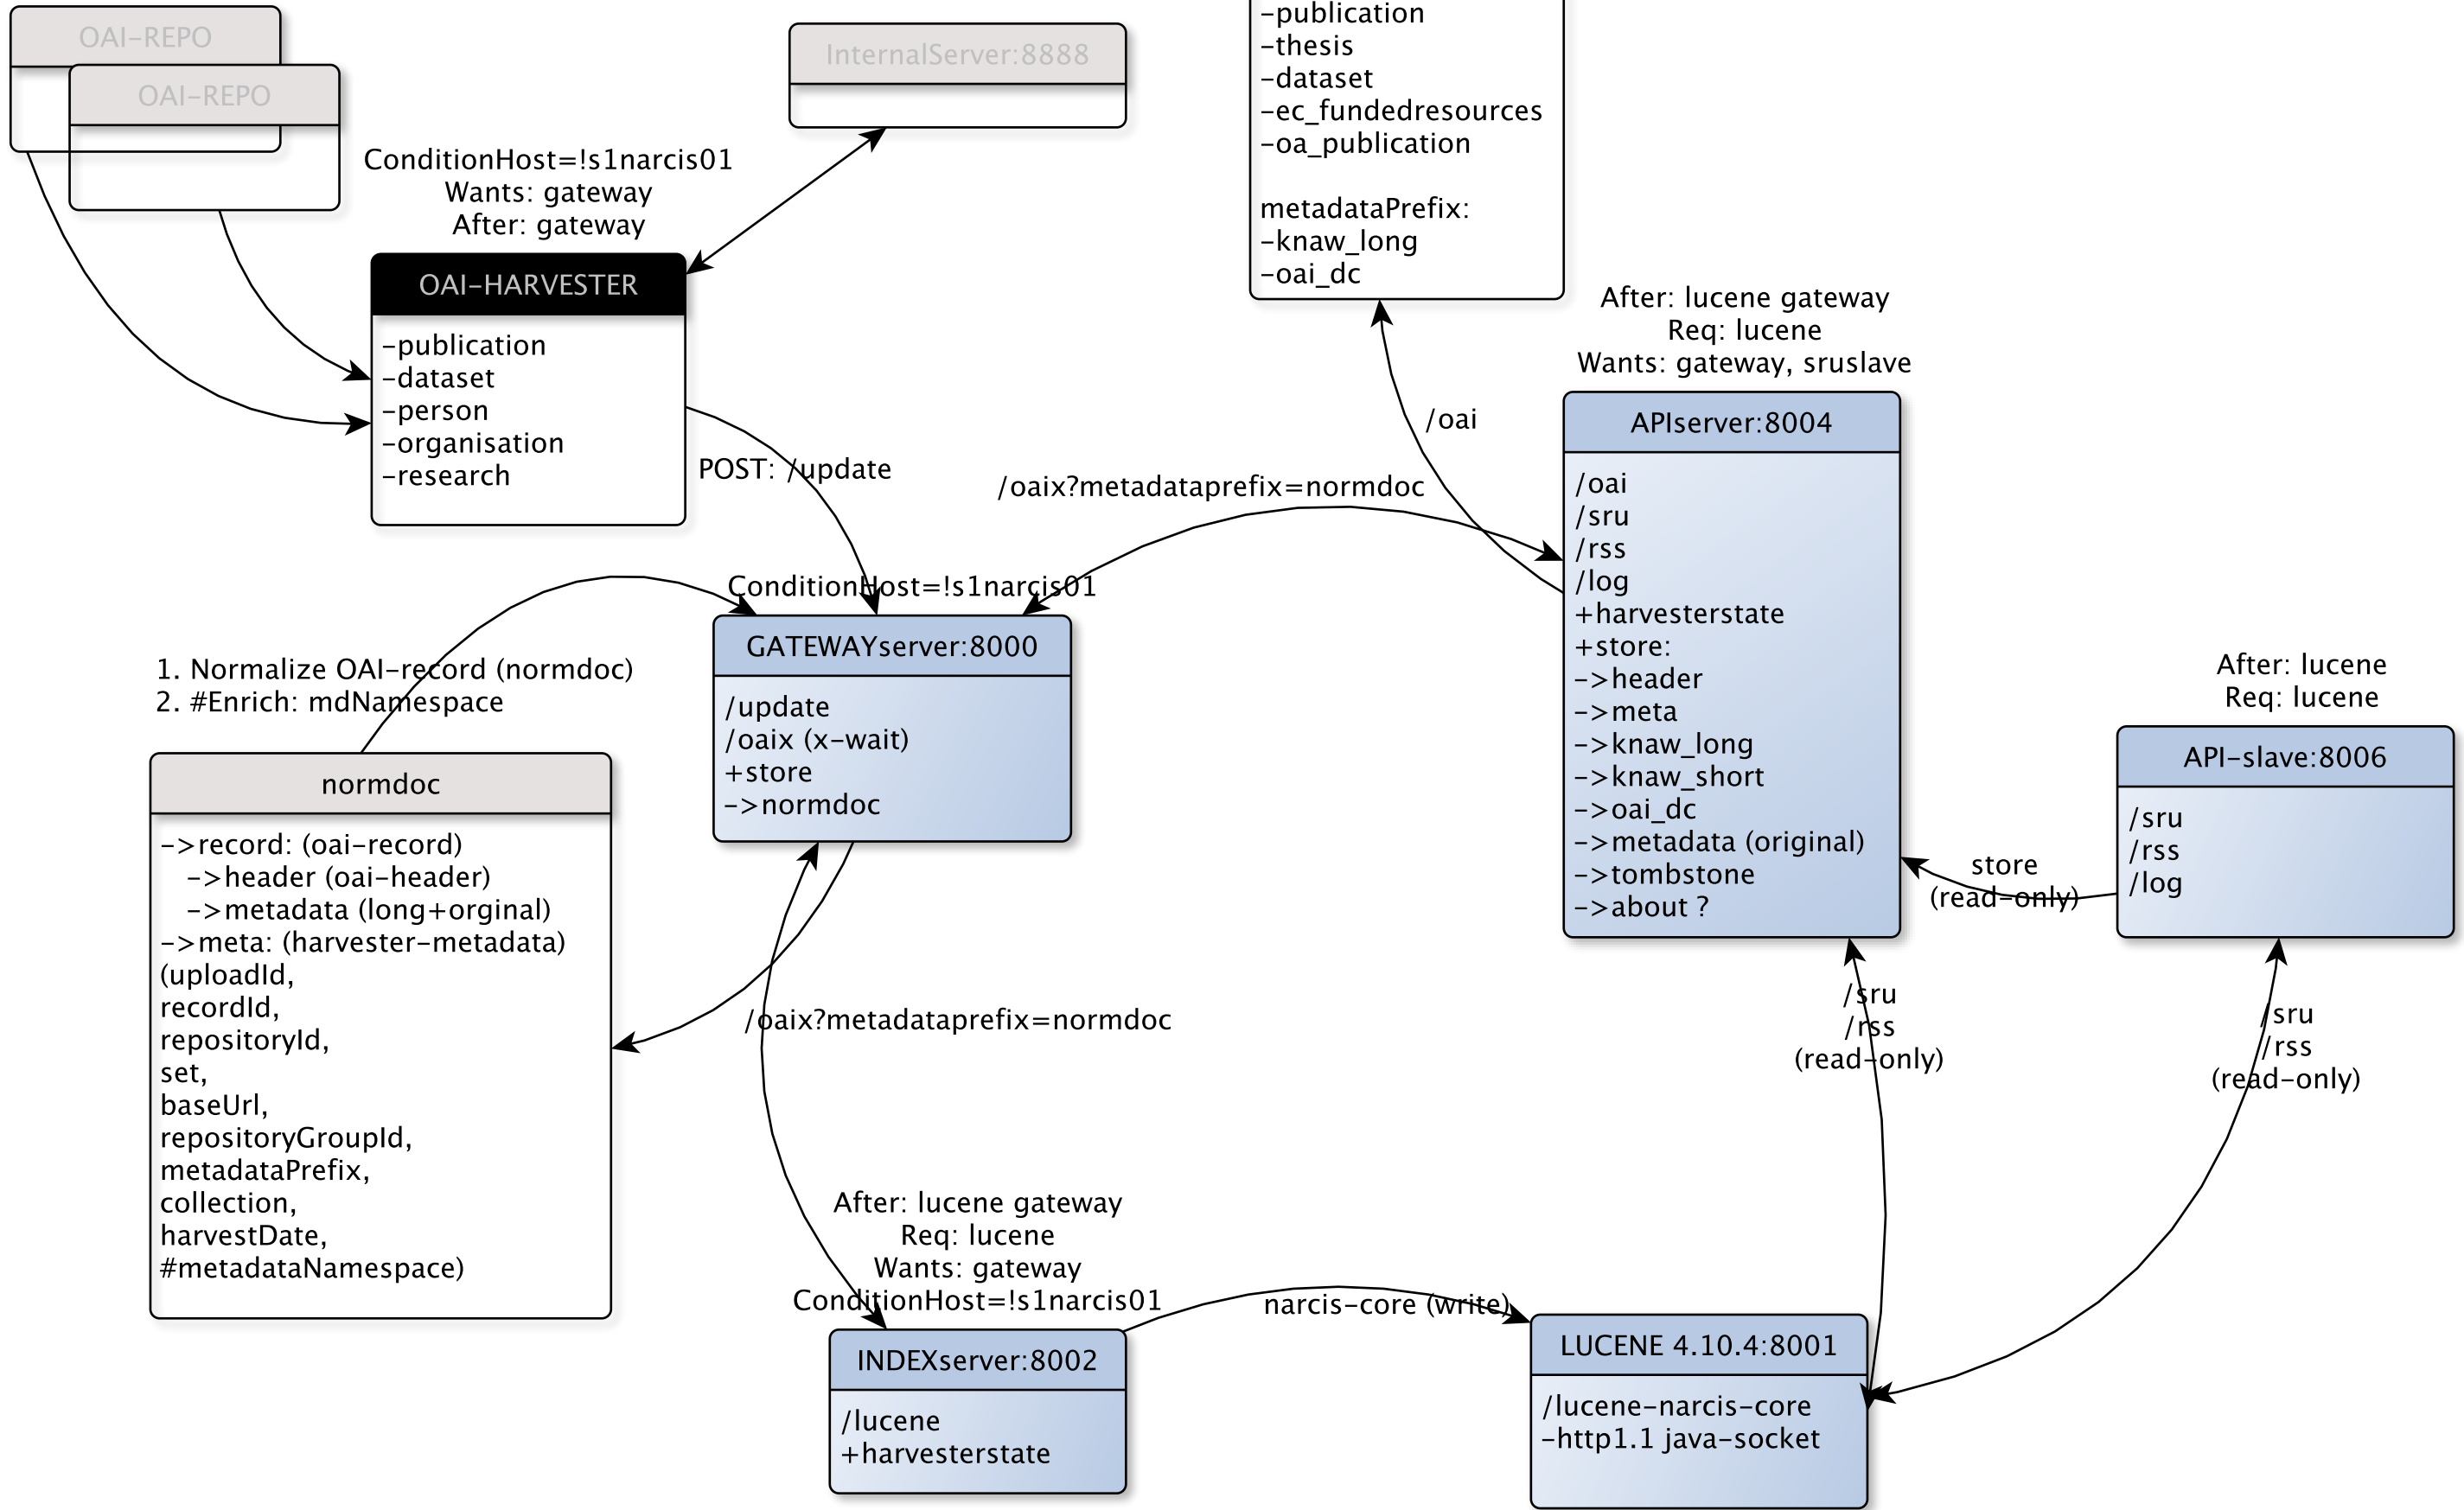 OAI-REPO
OAI-REPO
InternalServer:8888
-publication
-thesis
-dataset
-ec_fundedresources
-oa_publication
metadataPrefix:
-knaw_long
-oai_dc
ConditionHost=!s1narcis01
Wants: gateway
After: gateway
OAI-HARVESTER
-publication
-dataset
-person
-organisation
-research
POST: /update
/oai
/oaix?metadataprefix=normdoc
After: lucene gateway
Req: lucene
Wants: gateway, sruslave
APIserver:8004
/oai
/sru
/rss
/log
+harvesterstate
+store:
->header
->meta
->knaw_long
->knaw_short
->oai_dc
->metadata (original)
->tombstone
->about ?
ConditionHost=!s1narcis01
GATEWAYserver:8000
/update
/oaix (x-wait)
+store
->normdoc
1. Normalize OAI-record (normdoc)
2. #Enrich: mdNamespace
normdoc
->record: (oai-record)
->header (oai-header)
->metadata (long+orginal)
->meta: (harvester-metadata)
(uploadId,
recordId,
repositoryId,
set,
baseUrl,
repositoryGroupId,
metadataPrefix,
collection,
harvestDate,
#metadataNamespace)
After: lucene
Req: lucene
API-slave:8006
/sru
/rss
/log
store
(read-only)
/sru
/rss
(read-only)
/sru
/rss
(read-only)
/oaix?metadataprefix=normdoc
After: lucene gateway
Req: lucene
Wants: gateway
ConditionHost=!s1narcis01
INDEXserver:8002
/lucene
+harvesterstate
narcis-core (write)
LUCENE 4.10.4:8001
/lucene-narcis-core
-http1.1 java-socket